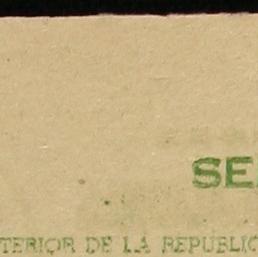 SE
TERIOR DE LA REPUBLIC